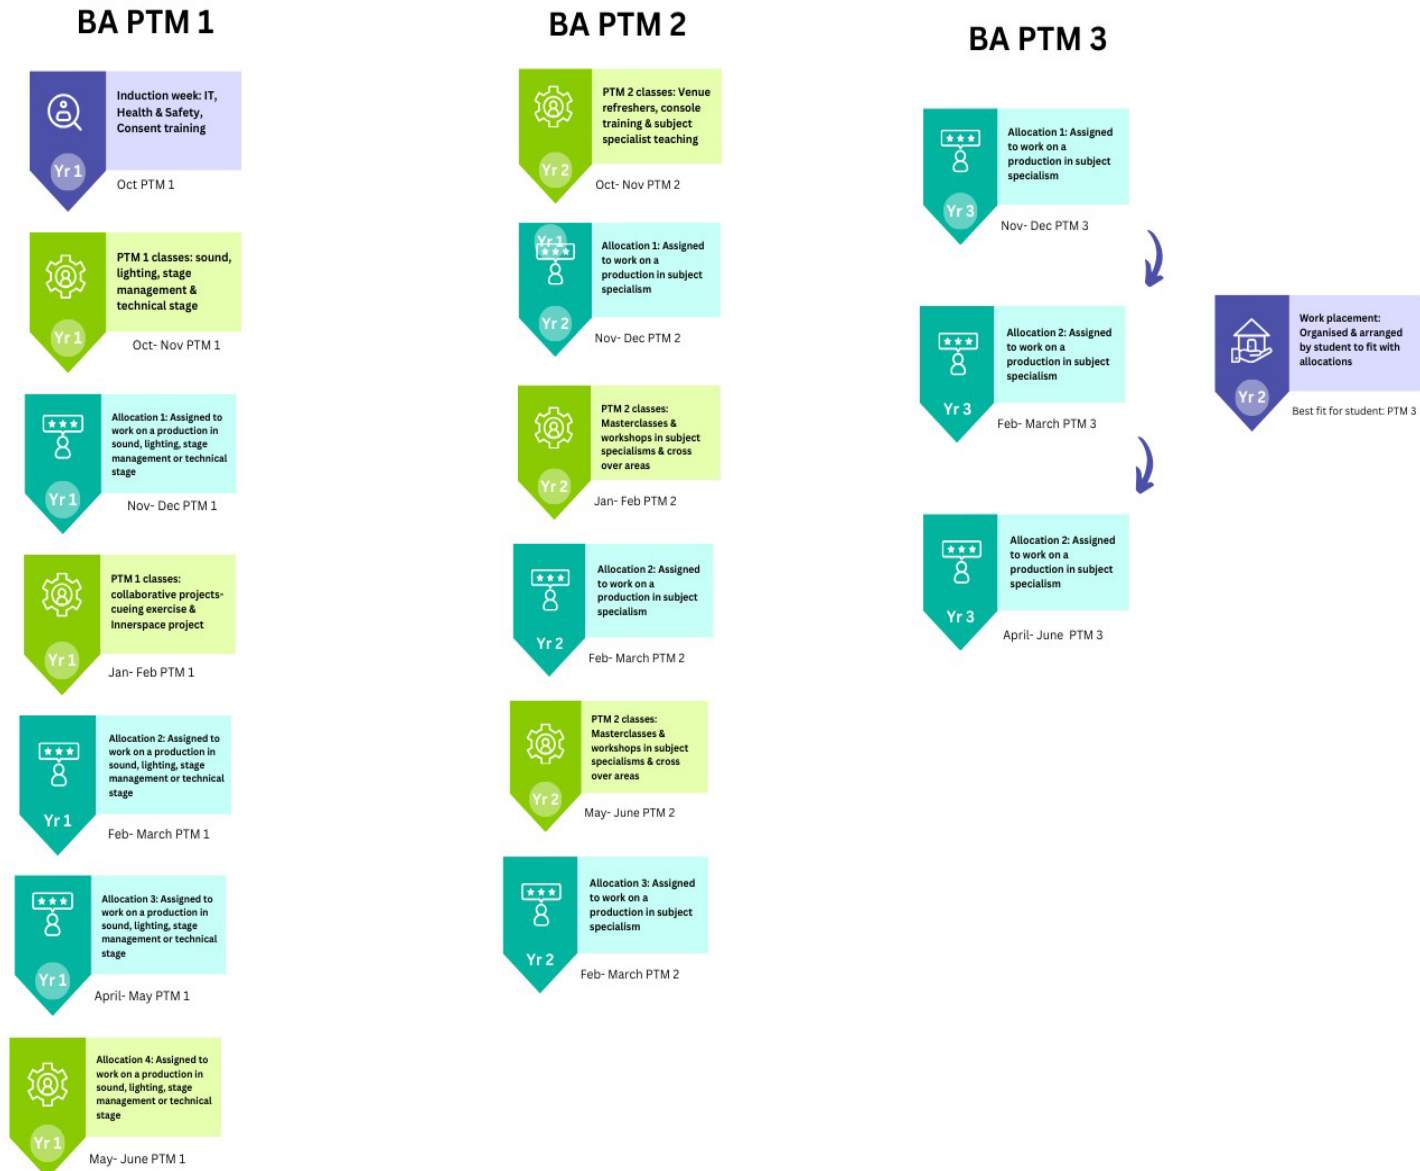 BA PTM 1
Induction week: IT,
Health & Safety,
Consent training
Yr 1
Oct PTM 1
PTM 1 classes: sound,
lighting, stage
management &
technical stage
Yr 1
Oct- Nov PTM 1
Allocation 1: Assigned to
work on a production in
sound, lighting, stage
management or technical
stage
Yr 1
Nov- Dec PTM 1
PTM 1 classes:
collaborative projects-
cueing exercise &
Innerspace project
Yr 1
Jan- Feb PTM 1
Allocation 2: Assigned to
work on a production in
sound, lighting, stage
management or technical
stage
Yr 1
Feb- March PTM 1
Allocation 3: Assigned to
work on a production in
sound, lighting, stage
management or technical
stage
Yr 1
April- May PTM 1
Allocation 4: Assigned to
work on a production in
sound, lighting, stage
management or technical
stage
Yr 1
May- June PTM 1
BA PTM 2
PTM 2 classes: Venue
refreshers, console
training & subject
specialist teaching
Yr 2
Oct- Nov PTM 2
Yr 1
Allocation 1: Assigned
to work on a
production in subject
specialism
Yr 2
Nov- Dec PTM 2
PTM 2 classes:
Masterclasses &
workshops in subject
specialisms & cross
over areas
Yr 2
Jan- Feb PTM 2
Allocation 2: Assigned
to work on a
production in subject
specialism
Yr 2
Feb- March PTM 2
PTM 2 classes:
Masterclasses &
workshops in subject
specialisms & cross
over areas
Yr 2
May- June PTM 2
Allocation 3: Assigned
to work on a
production in subject
specialism
Yr 2
Feb- March PTM 2
BA PTM 3
Allocation 1: Assigned
to work on a
production in subject
specialism
Yr 3
Nov- Dec PTM 3
Allocation 2: Assigned
to work on a
production in subject
specialism
Yr 3
Feb- March PTM 3
Allocation 2: Assigned
to work on a
production in subject
specialism
Yr 3
April- June PTM 3
Work placement:
Organised & arranged
by student to fit with
allocations
Yr 2
Best fit for student: PTM 3